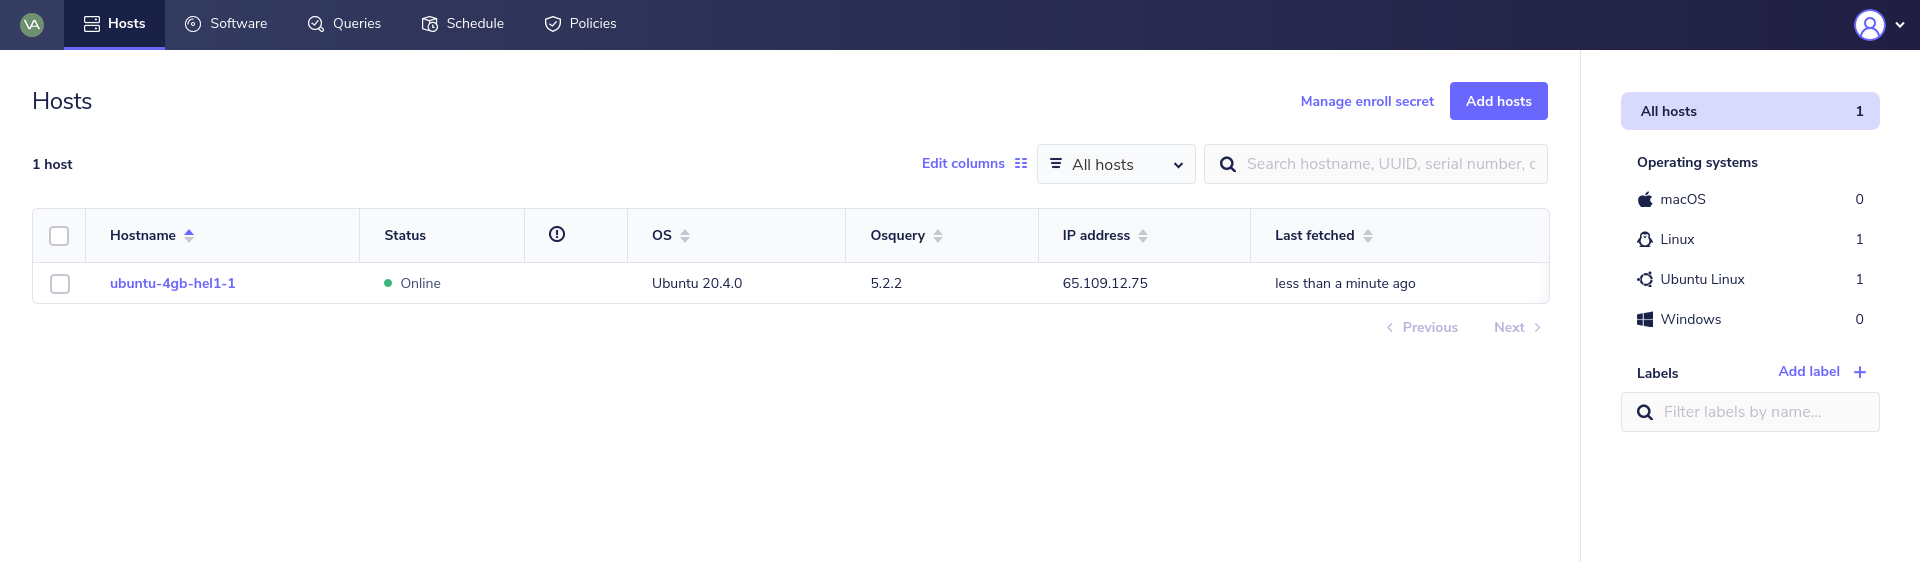 VA Hosts Software Queries Schedule Policies
Hosts
Manage enroll secret Add hosts
1 host
Edit columns All hosts Search hostname, UUID, serial number, c
Hostname Status OS Osquery IP address Last fetched
ubuntu-4gb-hel1-1 Online Ubuntu 20.4.0 5.2.2 65.109.12.75 less than a minute ago
Previous Next
All hosts 1
Operating systems
macOS 0
Linux 1
Ubuntu Linux 1
Windows 0
Labels Add label +
Filter labels by name...